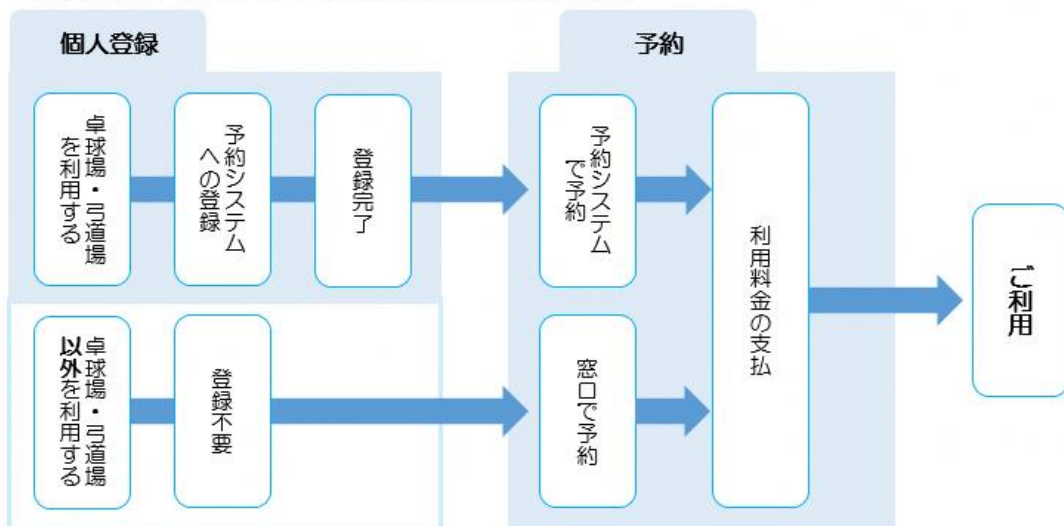 個人登録
予約
卓球場・弓道場
を利用する
予約システム
への登録
登録完了
予約システム
で予約
利用料金の支払
ご利用
卓球場・弓道場
以外を利用する
登録不要
窓口で予約